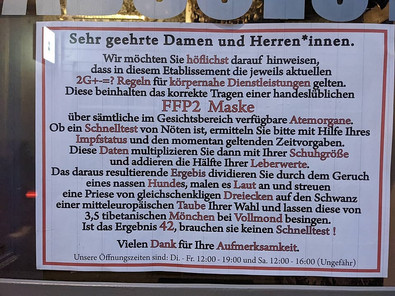 Sehr geehrte Damen und Herren*innen.
Wir möchten Sie höflichst darauf hinweisen,
dass in diesem Etablissement die jeweils aktuellen
2G+-=? Regeln für körpernahe Dienstleistungen gelten.
Diese beinhalten das korrekte Tragen einer handeslüblichen
FFP2 Maske
über sämtliche im Gesichtsbereich verfügbare Atemorgane.
Ob ein Schnelltest von Nöten ist, ermitteln Sie bitte mit Hilfe Ihres
Impfstatus und den momentan geltenden Zeitvorgaben.
Diese Daten multiplizieren Sie dann mit Ihrer Schuhgröße
und addieren die Hälfte Ihrer Leberwerte.
Das daraus resultierende Ergebis dividieren Sie durch dem Geruch
eines nassen Hundes, malen es Laut an und streuen
eine Priese von gleichschenkligen Dreiecken auf den Schwanz
einer mitteleuropäischen Taube Ihrer Wahl und lassen diese von
3,5 tibetanischen Mönchen bei Vollmond besingen.
Ist das Ergebnis 42, brauchen sie keinen Schnelltest !
Vielen Dank für Ihre Aufmerksamkeit.
Unsere Öffnungszeiten sind: Di. - Fr. 12:00 - 19:00 und Sa. 12:00 - 16:00 (Ungefähr)